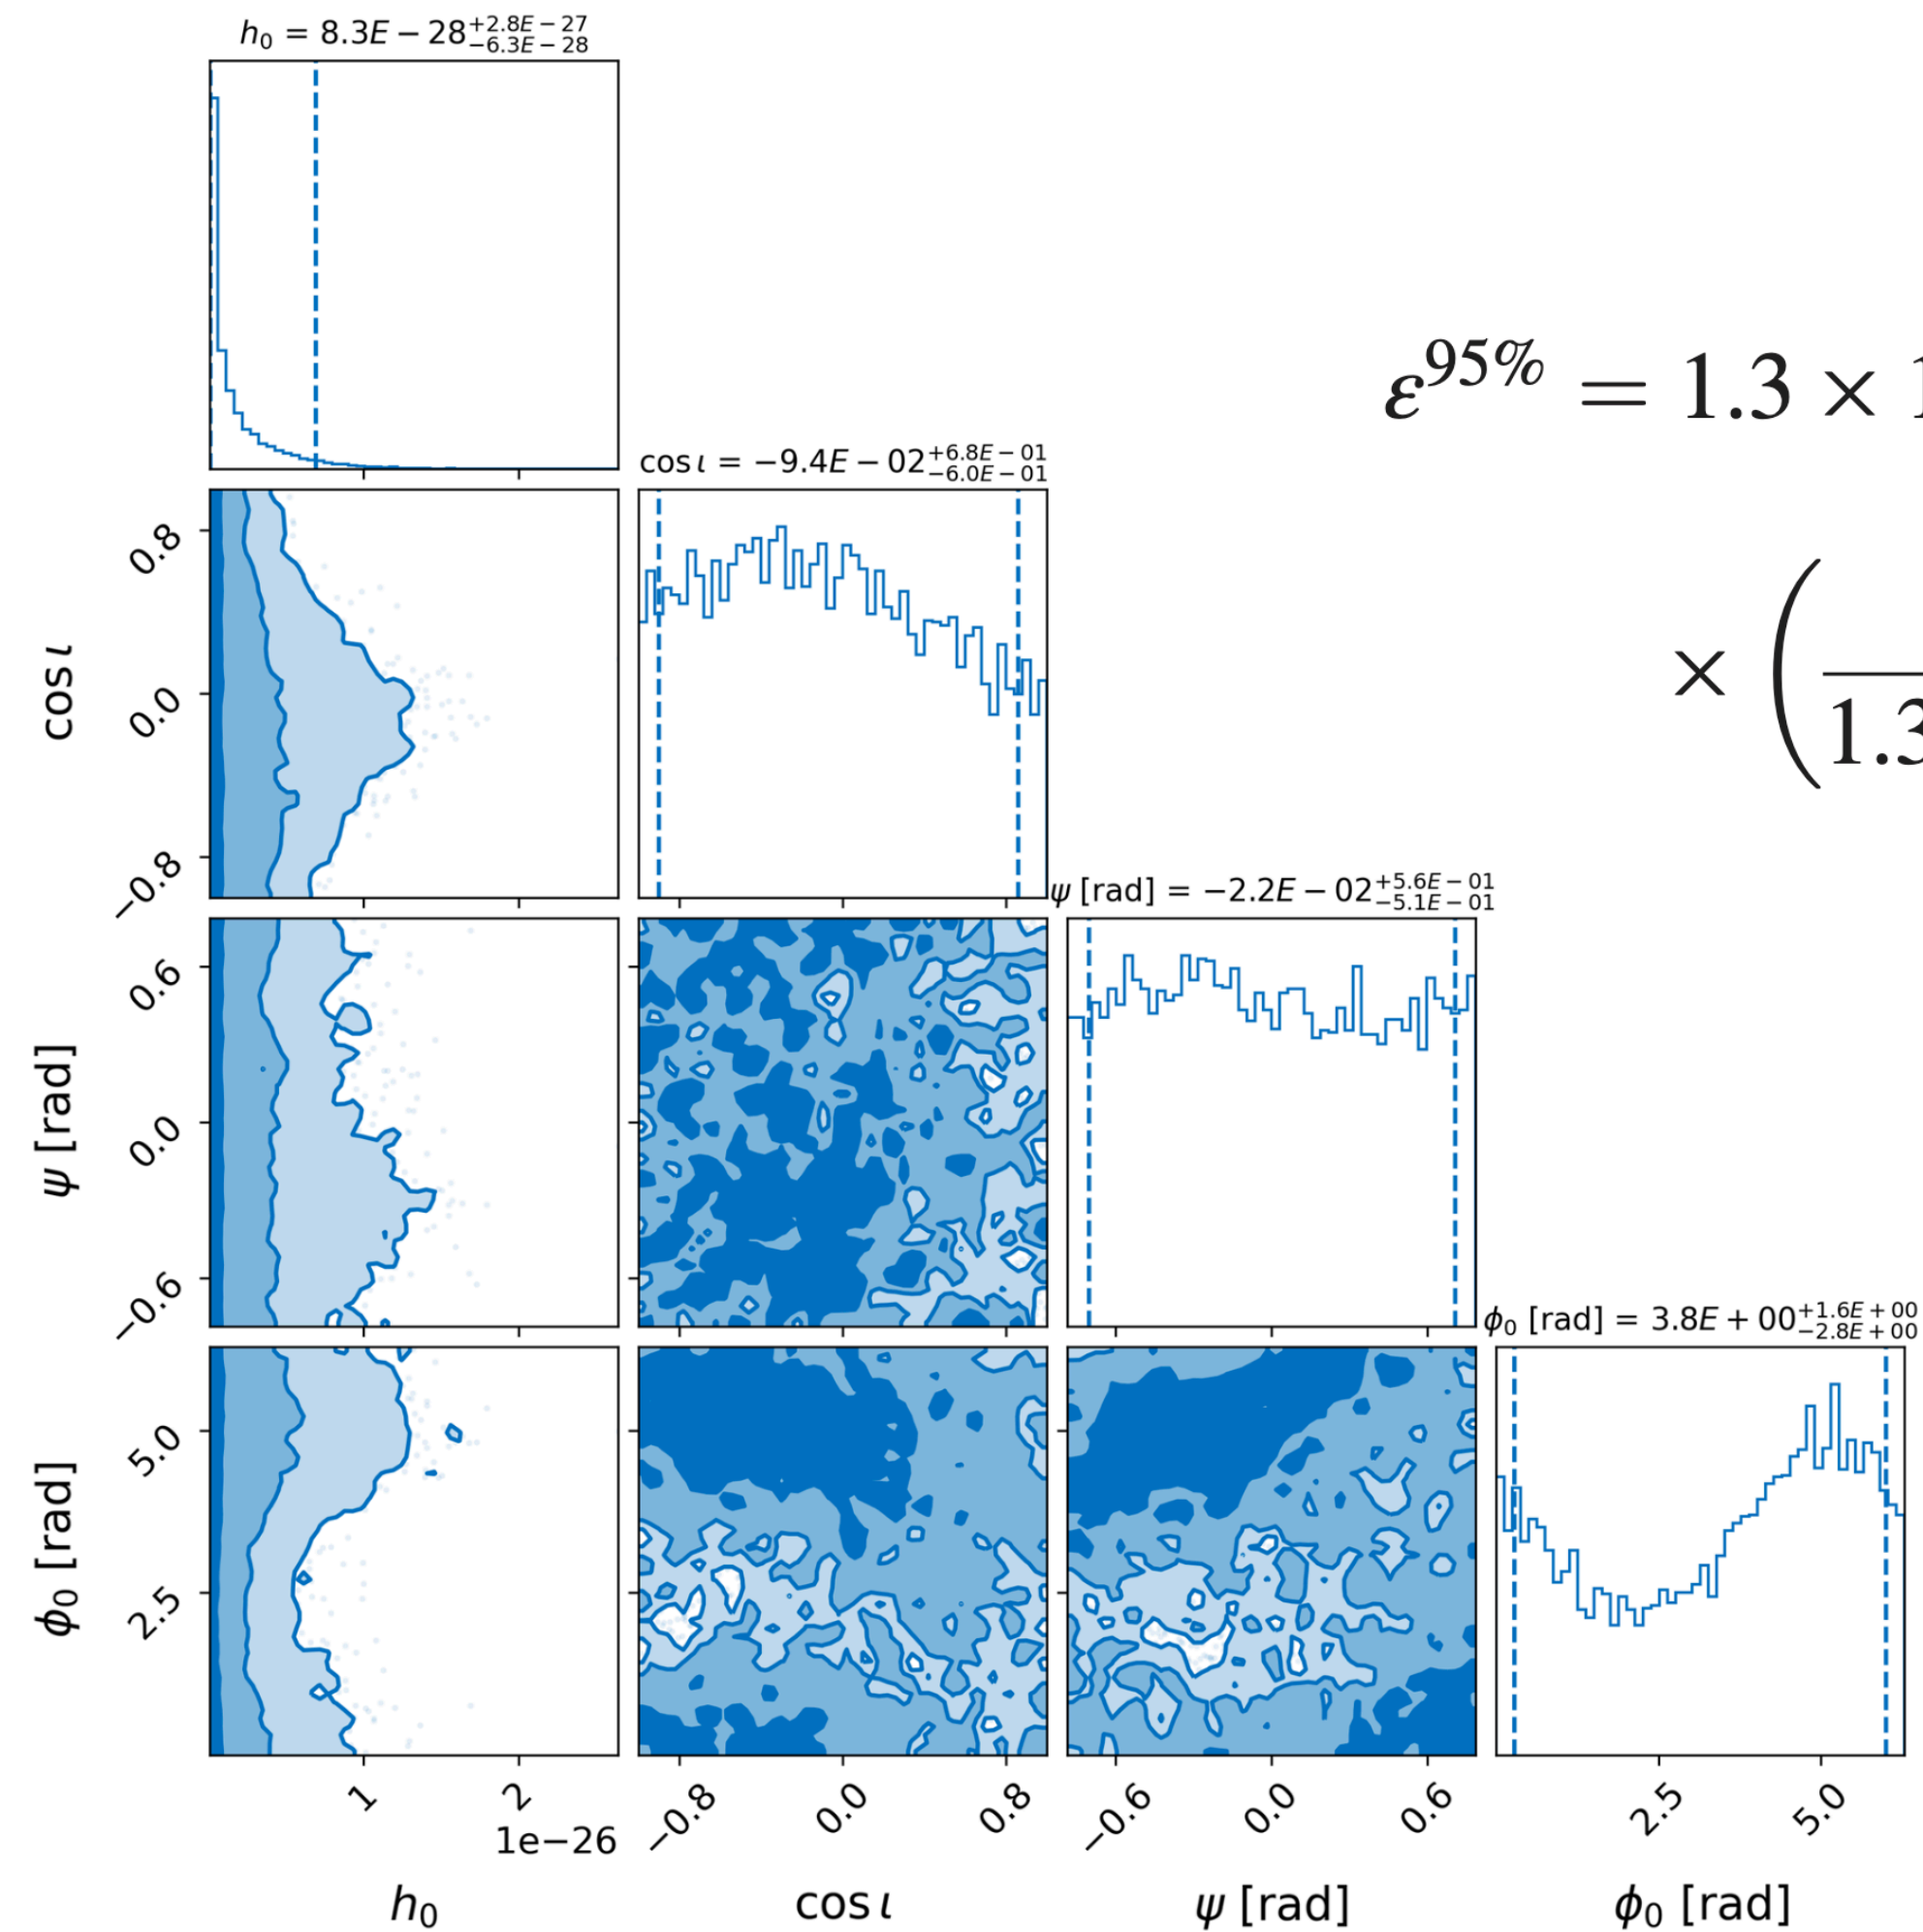 h₀ = 8.3E − 28 +2.8E − 27 −6.3E − 28
ε^95% = 1.3 × 1
cos ι = −9.4E − 02 +6.8E − 01 −6.0E − 01
0.8
cos ι
0.0
−0.8
× (
1.3
ψ [rad] = −2.2E − 02 +5.6E − 01 −5.1E − 01
0.6
ψ [rad]
0.0
−0.6
ϕ₀ [rad] = 3.8E + 00 +1.6E + 00 −2.8E + 00
5.0
ϕ₀ [rad]
2.5
1 2 −0.8 0.0 0.8 −0.6 0.0 0.6 2.5 5.0
1e−26
h₀ cos ι ψ [rad] ϕ₀ [rad]